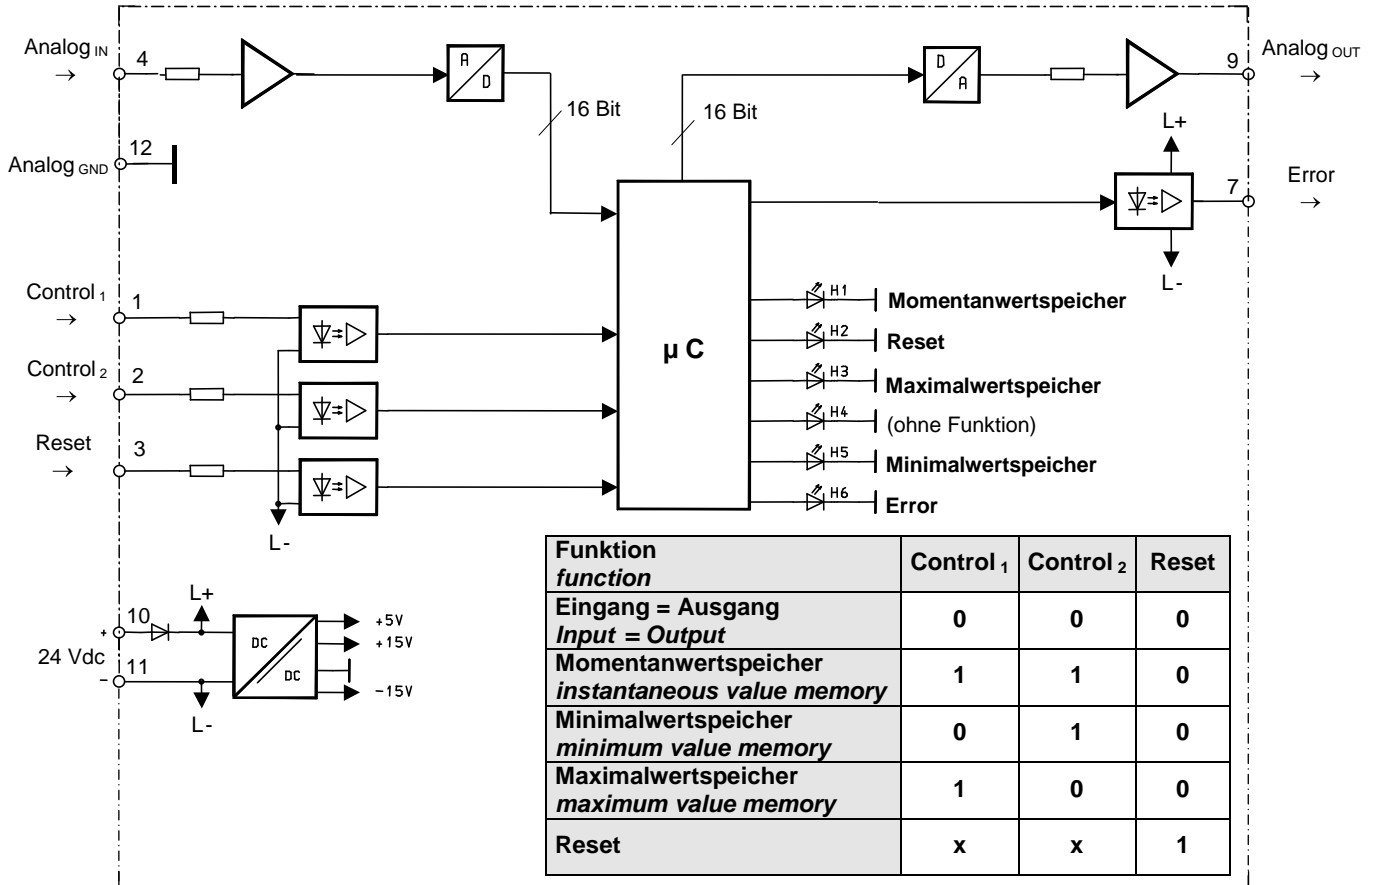 Analog IN
→
4
A
D
16 Bit
16 Bit
D
A
9
Analog OUT
→
Analog GND
12
L+
7
Error
→
L-
Control 1
→
1
Control 2
→
2
Reset
→
3
L-
µ C
H1 Momentanwertspeicher
H2 Reset
H3 Maximalwertspeicher
H4 (ohne Funktion)
H5 Minimalwertspeicher
H6 Error
L+
+ 10
24 Vdc
- 11
L-
DC
DC
+5V
+15V
-15V
Funktion
function
Control 1 Control 2 Reset
Eingang = Ausgang
Input = Output
0 0 0
Momentanwertspeicher
instantaneous value memory
1 1 0
Minimalwertspeicher
minimum value memory
0 1 0
Maximalwertspeicher
maximum value memory
1 0 0
Reset x x 1